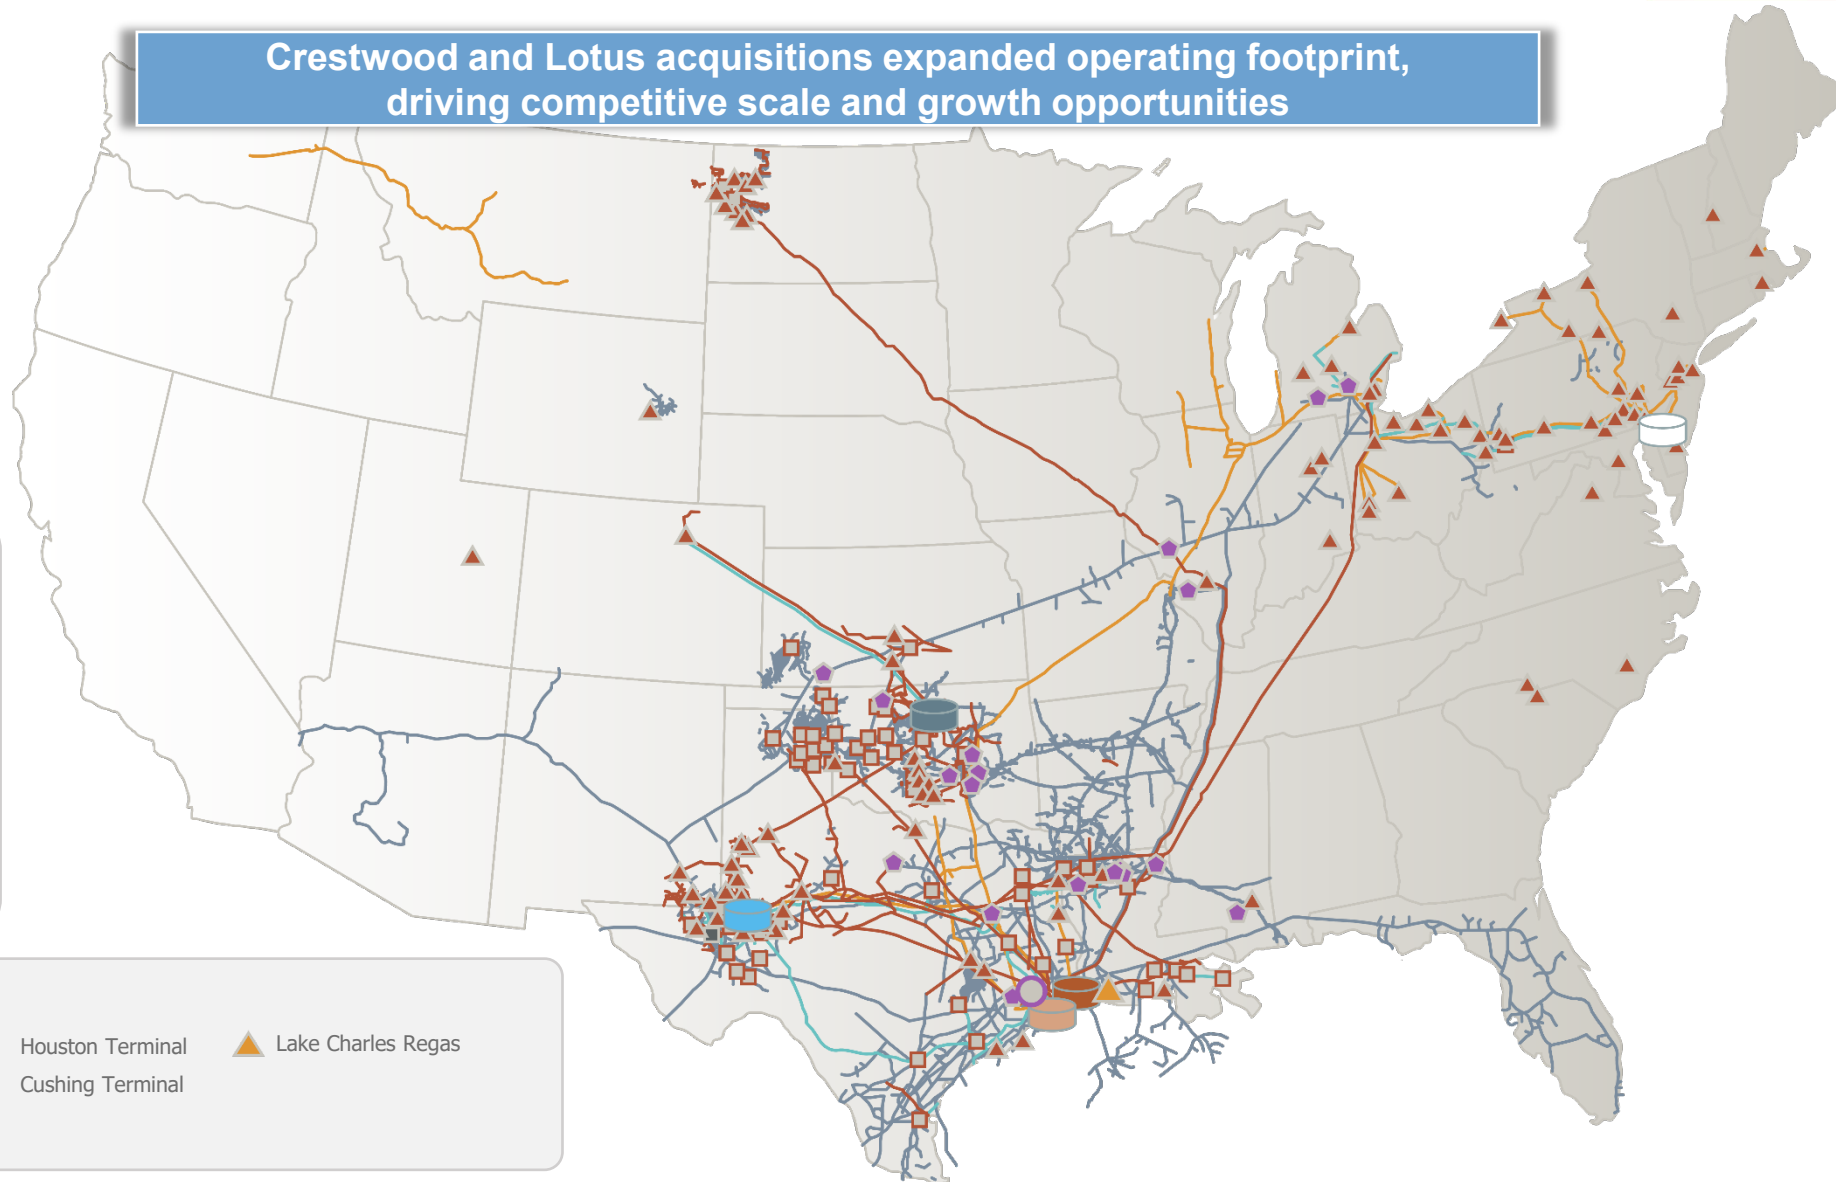 Crestwood and Lotus acquisitions expanded operating footprint,
driving competitive scale and growth opportunities
Houston Terminal
Lake Charles Regas
Cushing Terminal